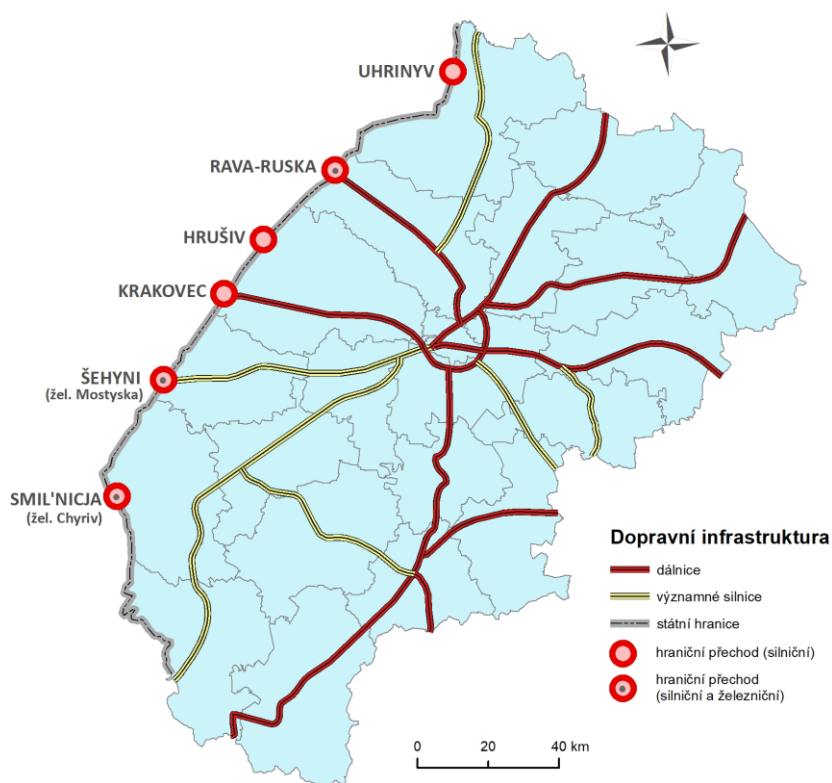 UHRINYV
RAVA-RUSKA
HRUŠIV
KRAKOVEC
ŠEHYNI
(žel. Mostyska)
SMIL'NICJA
(žel. Chyriv)
Dopravní infrastruktura
dálnice
významné silnice
státní hranice
hraniční přechod (silniční)
hraniční přechod
(silniční a železniční)
0 20 40 km